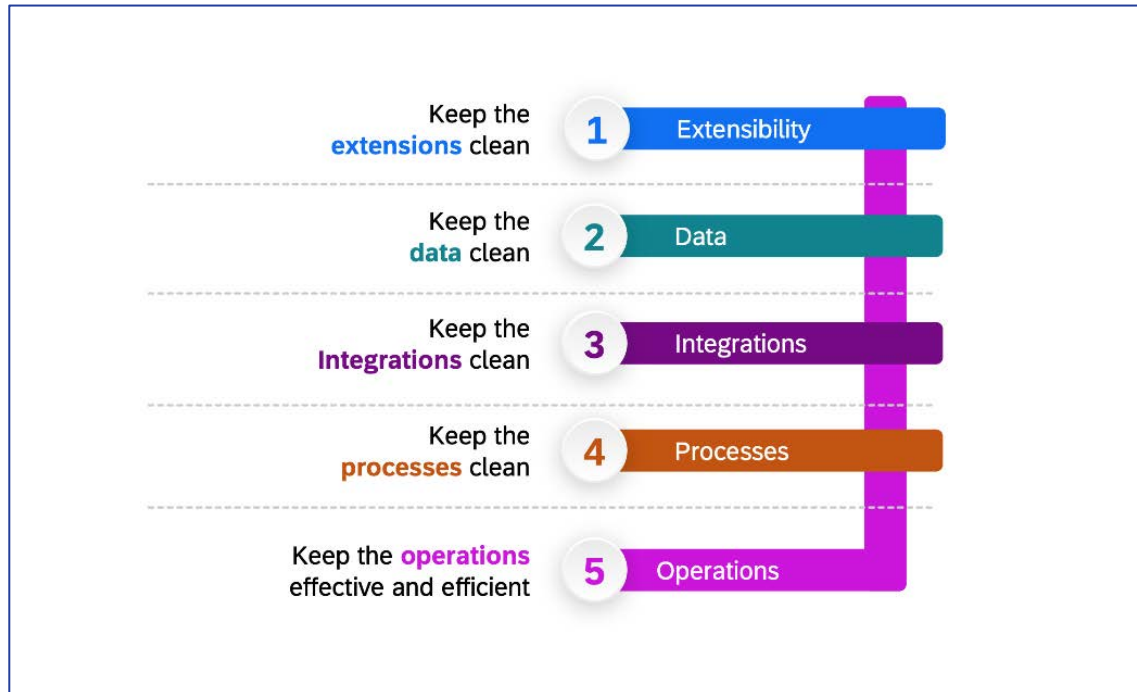 Keep the
extensions clean
1
Extensibility
Keep the
data clean
2
Data
Keep the
Integrations clean
3
Integrations
Keep the
processes clean
4
Processes
Keep the operations
effective and efficient
5
Operations